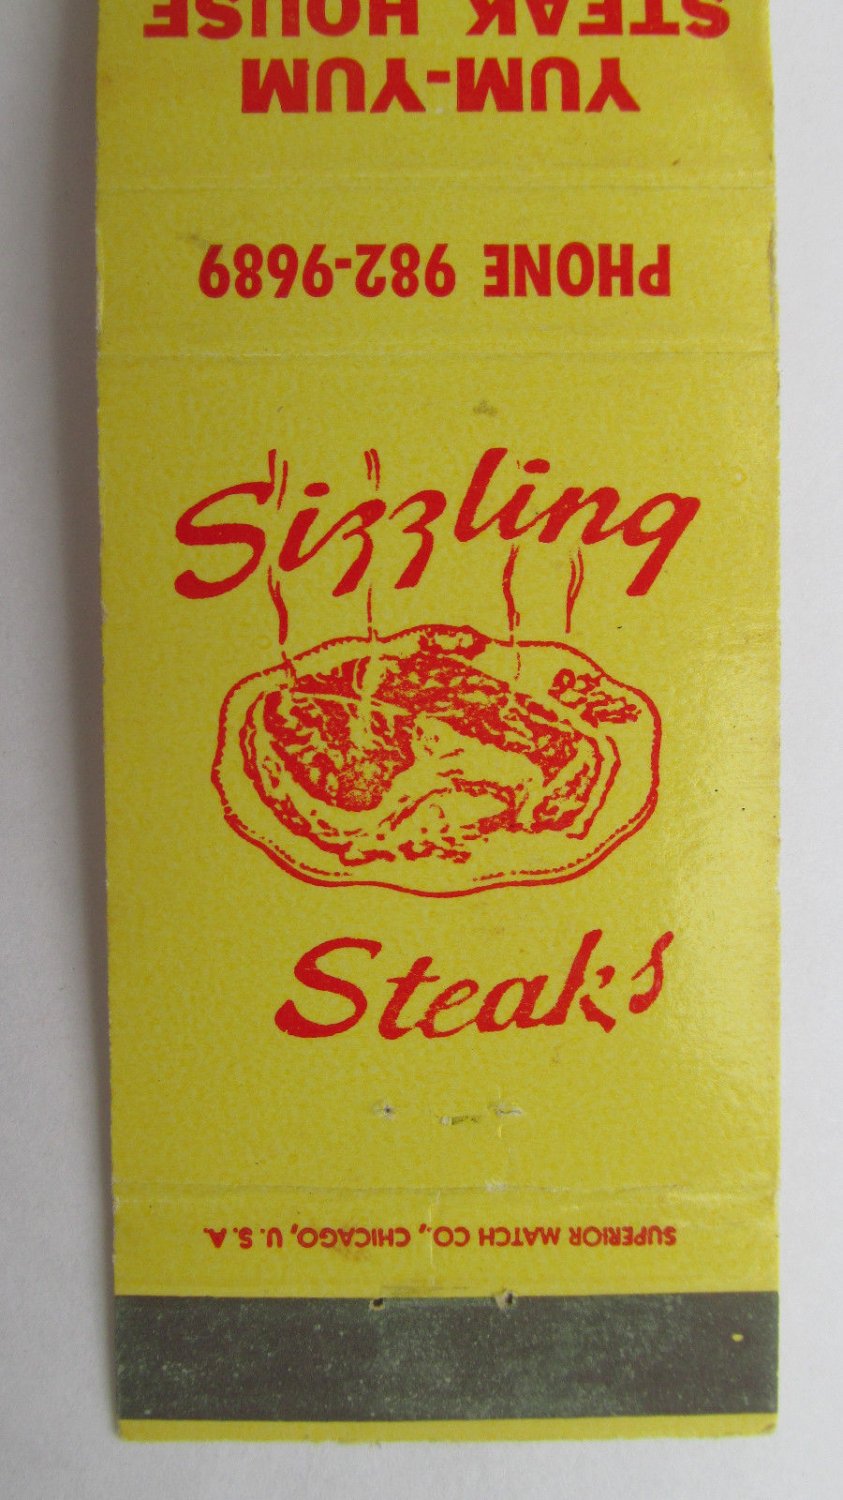 YUM-YUM
STEAK HOUSE
PHONE 982-9689
Sizzling
Steaks
SUPERIOR MATCH CO., CHICAGO, U. S. A.